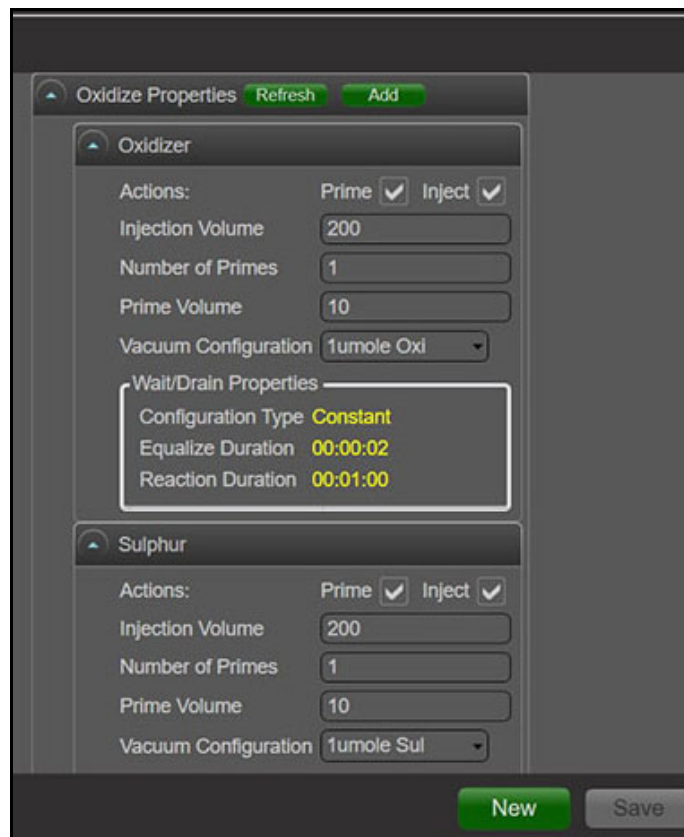 Oxidize Properties Refresh Add
Oxidizer
Actions: Prime Inject
Injection Volume 200
Number of Primes 1
Prime Volume 10
Vacuum Configuration 1umole Oxi
Wait/Drain Properties
Configuration Type Constant
Equalize Duration 00:00:02
Reaction Duration 00:01:00
Sulphur
Actions: Prime Inject
Injection Volume 200
Number of Primes 1
Prime Volume 10
Vacuum Configuration 1umole Sul
New Save